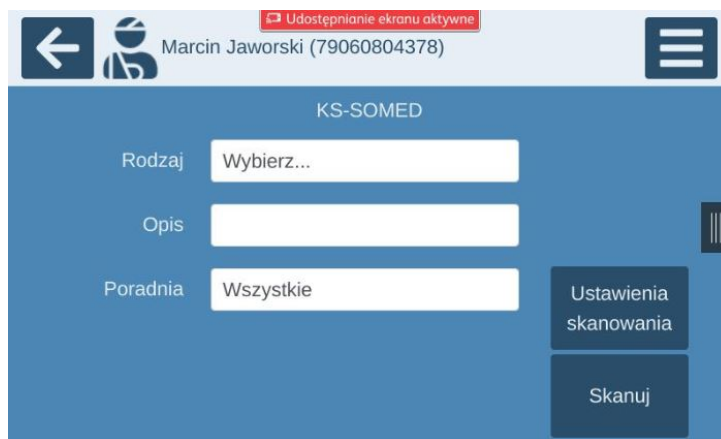 Udostępnianie ekranu aktywne
Marcin Jaworski (79060804378)
KS-SOMED
Rodzaj
Wybierz...
Opis
Poradnia
Wszystkie
Ustawienia
skanowania
Skanuj